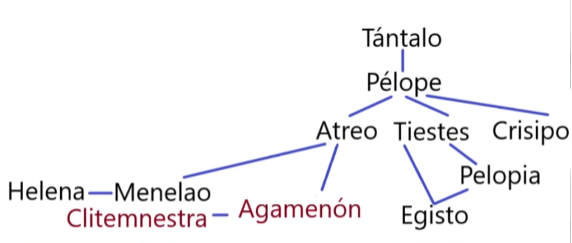 Tántalo
Pélope
Atreo Tiestes Crisipo
Pelopia
Helena Menelao
Clitemnestra Agamenón Egisto